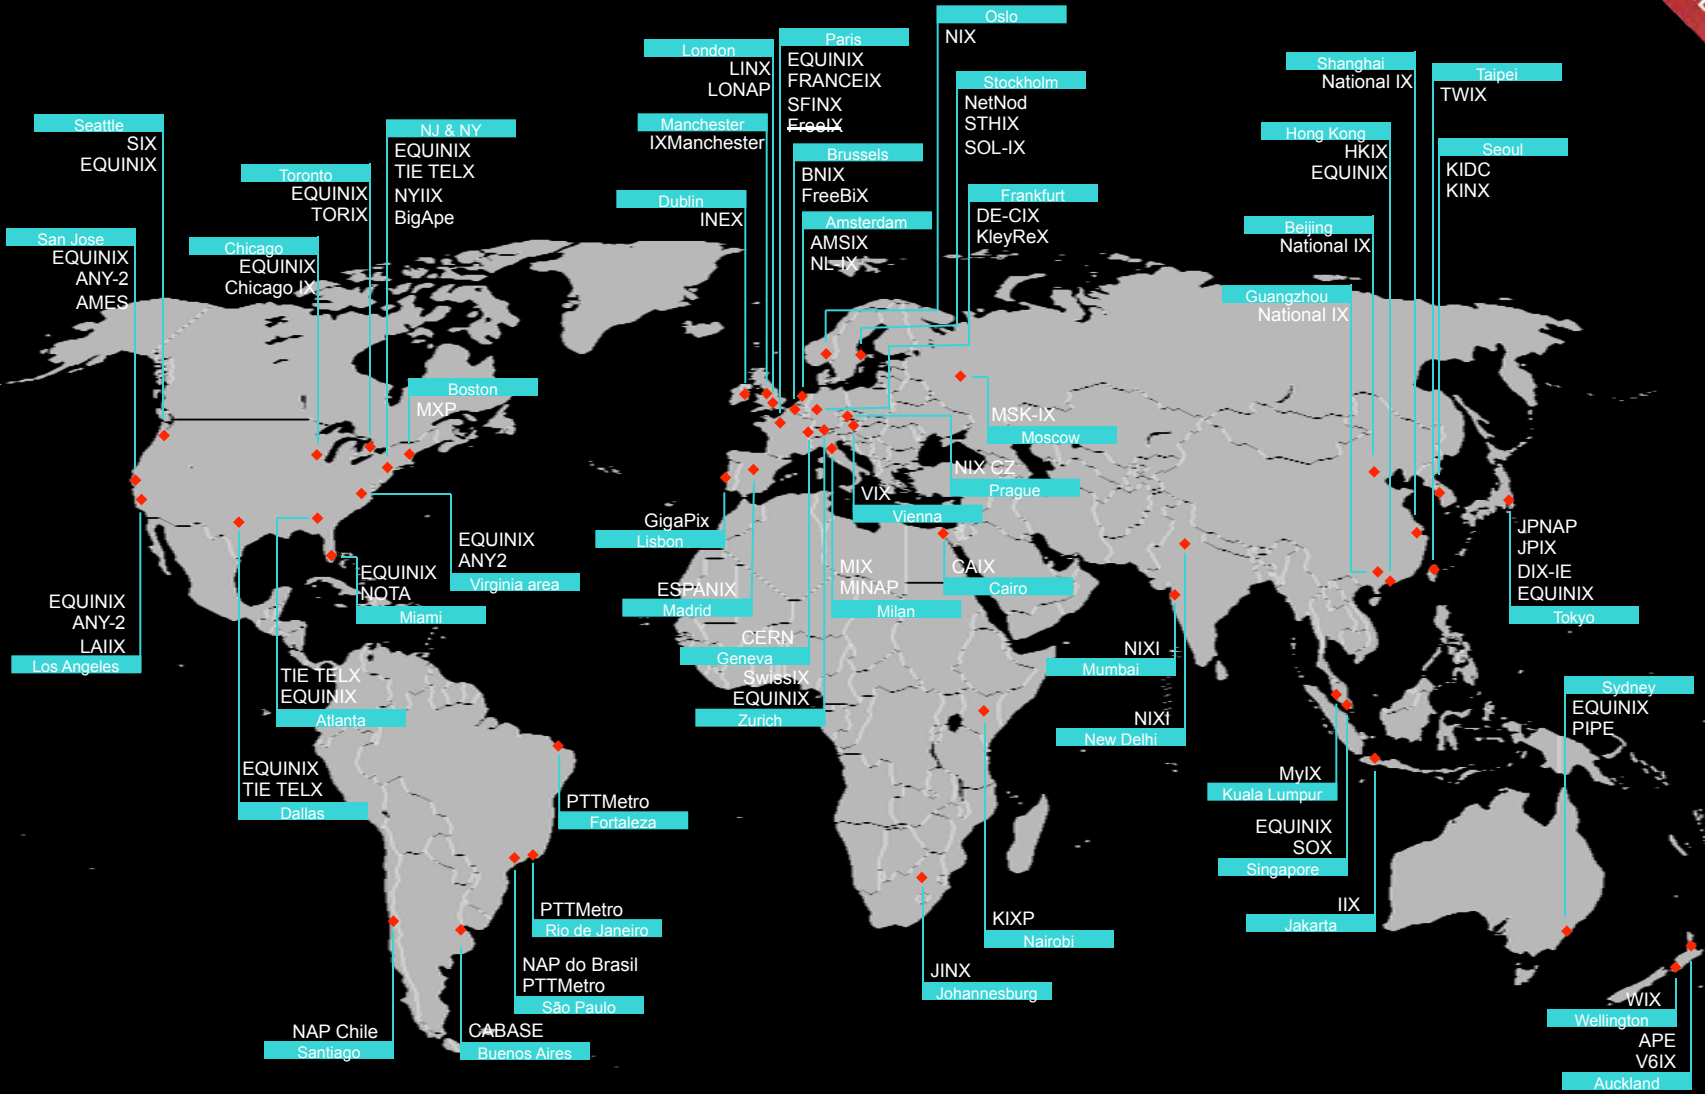 Oslo
NIX
London
LINX
LONAP
Paris
EQUINIX
FRANCEIX
SFINX
FreeIX
Stockholm
NetNod
STHIX
SOL-IX
Shanghai
National IX
Taipei
TWIX
Seattle
SIX
EQUINIX
NJ & NY
EQUINIX
TIE TELX
NYIIX
BigApe
Manchester
IXManchester
Brussels
BNIX
FreeBiX
Hong Kong
HKIX
EQUINIX
Seoul
KIDC
KINX
Toronto
EQUINIX
TORIX
Dublin
INEX
Frankfurt
DE-CIX
KleyReX
Amsterdam
AMSIX
NL-IX
Beijing
National IX
San Jose
EQUINIX
ANY-2
AMES
Chicago
EQUINIX
Chicago IX
Guangzhou
National IX
Boston
MXP
MSK-IX
Moscow
NIX CZ
Prague
VIX
Vienna
GigaPix
Lisbon
EQUINIX
ANY2
Virginia area
EQUINIX
NOTA
Miami
ESPANIX
Madrid
MIX
MINAP
Milan
CAIX
Cairo
JPNAP
JPIX
DIX-IE
EQUINIX
Tokyo
EQUINIX
ANY-2
LAIIX
Los Angeles
CERN
Geneva
SwissIX
EQUINIX
Zurich
NIXI
Mumbai
TIE TELX
EQUINIX
Atlanta
NIXI
New Delhi
Sydney
EQUINIX
PIPE
EQUINIX
TIE TELX
Dallas
PTTMetro
Fortaleza
MyIX
Kuala Lumpur
EQUINIX
SOX
Singapore
PTTMetro
Rio de Janeiro
KIXP
Nairobi
IIX
Jakarta
NAP do Brasil
PTTMetro
São Paulo
JINX
Johannesburg
WIX
Wellington
NAP Chile
Santiago
CABASE
Buenos Aires
APE
V6IX
Auckland